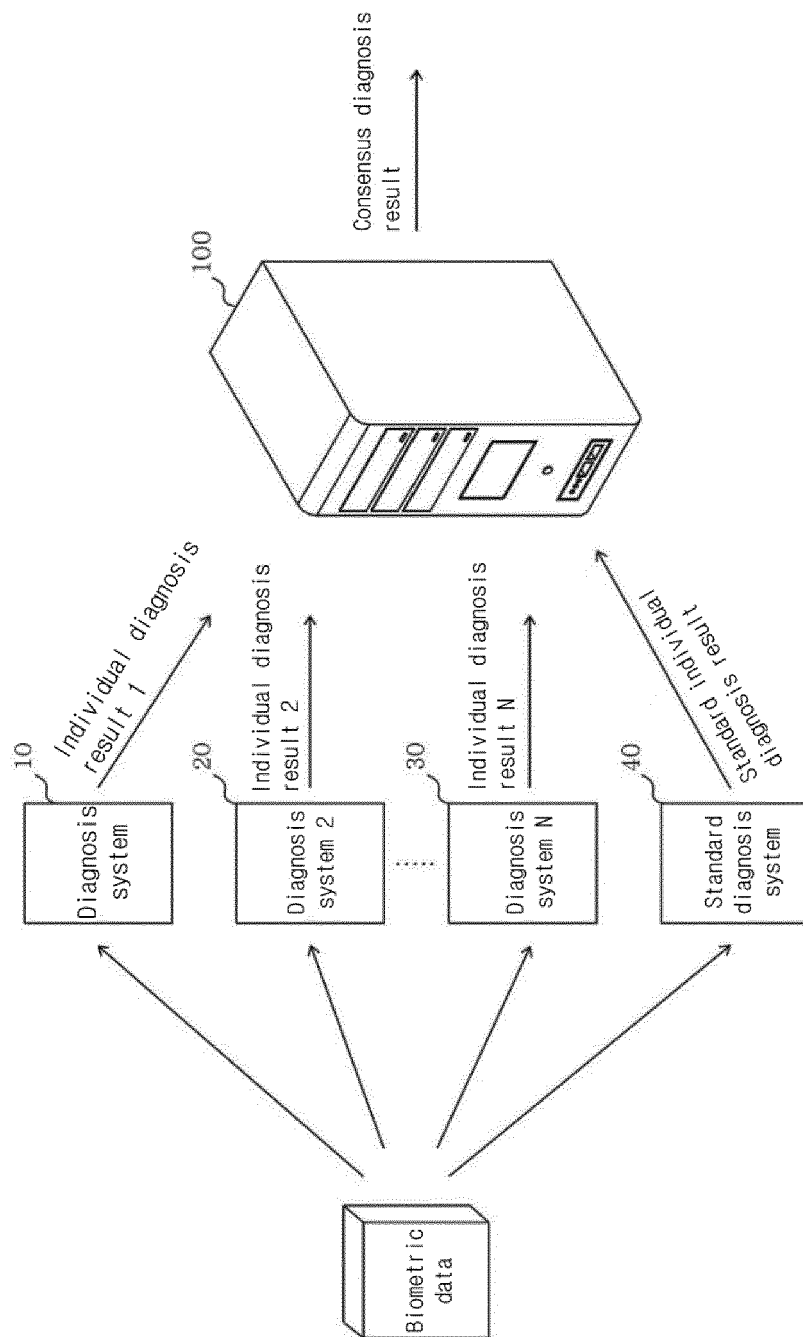 Biometric
data
10
Diagnosis
system
Individual diagnosis
result 1
20
Diagnosis
system 2
Individual diagnosis
result 2
.....
30
Diagnosis
system N
Individual diagnosis
result N
40
Standard
diagnosis
system
Standard individual
diagnosis result
100
Consensus diagnosis
result